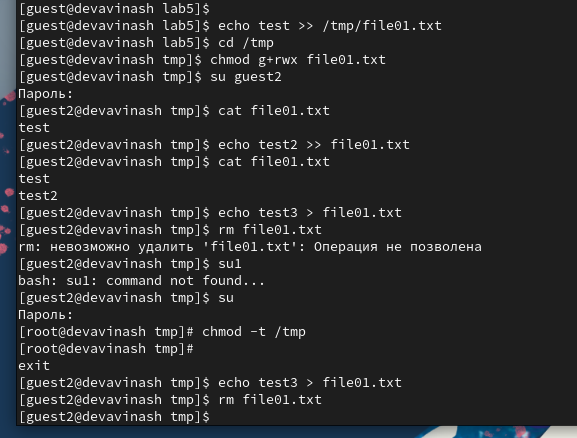 [guest@devavinash lab5]$
[guest@devavinash lab5]$ echo test >> /tmp/file01.txt
[guest@devavinash lab5]$ cd /tmp
[guest@devavinash tmp]$ chmod g+rwx file01.txt
[guest@devavinash tmp]$ su guest2
Пароль:
[guest2@devavinash tmp]$ cat file01.txt
test
[guest2@devavinash tmp]$ echo test2 >> file01.txt
[guest2@devavinash tmp]$ cat file01.txt
test
test2
[guest2@devavinash tmp]$ echo test3 > file01.txt
[guest2@devavinash tmp]$ rm file01.txt
rm: невозможно удалить 'file01.txt': Операция не позволена
[guest2@devavinash tmp]$ su1
bash: su1: command not found...
[guest2@devavinash tmp]$ su
Пароль:
[root@devavinash tmp]# chmod -t /tmp
[root@devavinash tmp]#
exit
[guest2@devavinash tmp]$ echo test3 > file01.txt
[guest2@devavinash tmp]$ rm file01.txt
[guest2@devavinash tmp]$